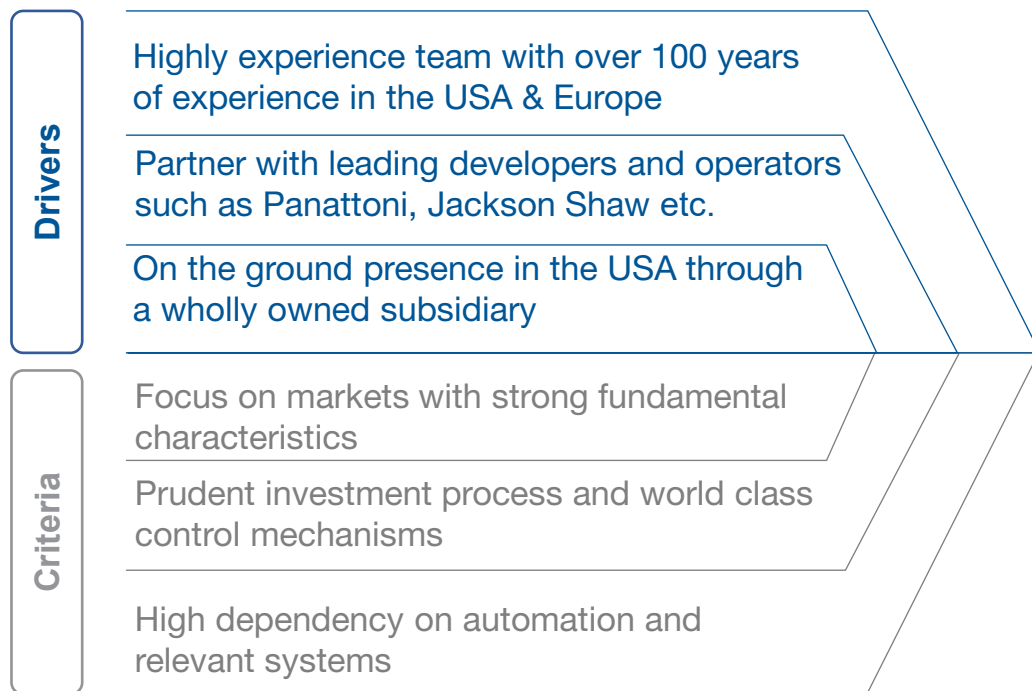 Drivers
Highly experience team with over 100 years
of experience in the USA & Europe
Partner with leading developers and operators
such as Panattoni, Jackson Shaw etc.
On the ground presence in the USA through
a wholly owned subsidiary
Criteria
Focus on markets with strong fundamental
characteristics
Prudent investment process and world class
control mechanisms
High dependency on automation and
relevant systems